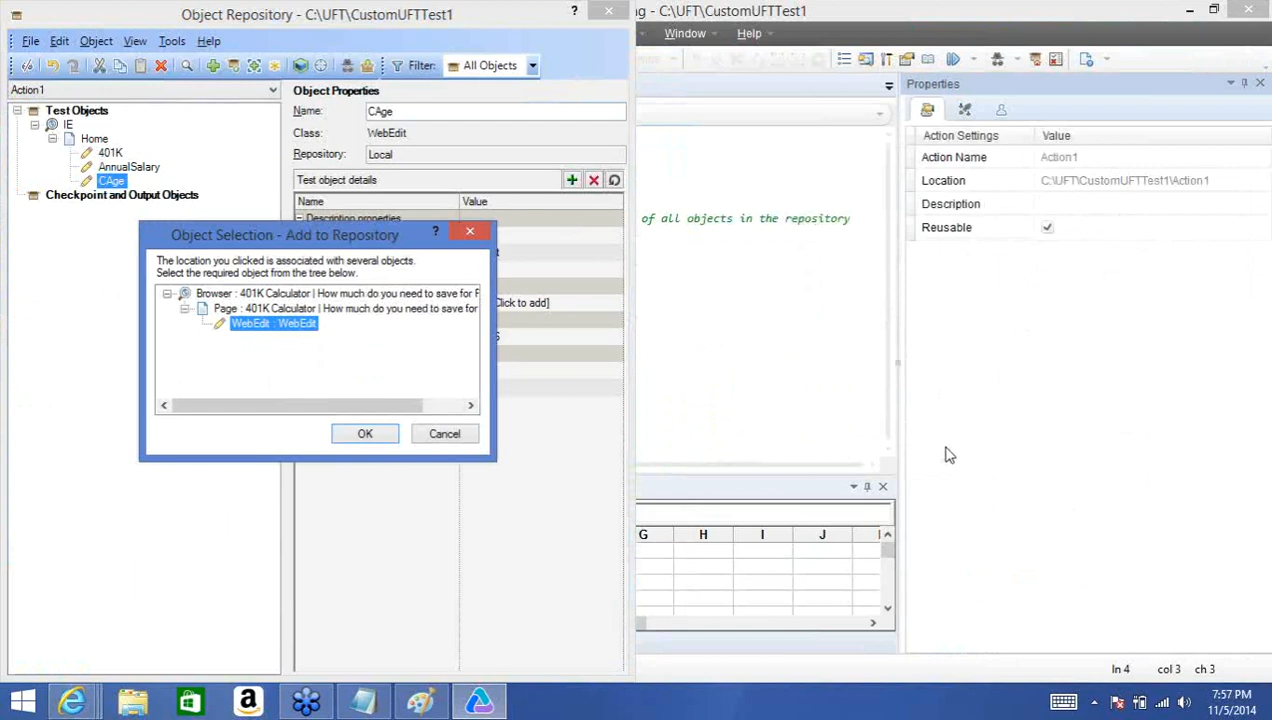 Object Repository - C:\UFT\CustomUFTTest1
?
g - C:\UFT\CustomUFTTest1
File Edit Object View Tools Help
Window Help
Filter: All Objects
Action1
Object Properties
Properties
Test Objects
Name: CAge
IE
Class: WebEdit
Action Settings Value
Home
401K
Repository: Local
Action Name Action1
AnnualSalary
CAge
Test object details
Location C:\UFT\CustomUFTTest1\Action1
Checkpoint and Output Objects
Name Value
Description
Description properties
of all objects in the repository
Reusable
Object Selection - Add to Repository ?
The location you clicked is associated with several objects.
Select the required object from the tree below.
Browser : 401K Calculator | How much do you need to save for F
Page : 401K Calculator | How much do you need to save for
Click to add]
WebEdit : WebEdit
OK Cancel
G H I J
ln 4 col 3 ch 3
a
7:57 PM
11/5/2014